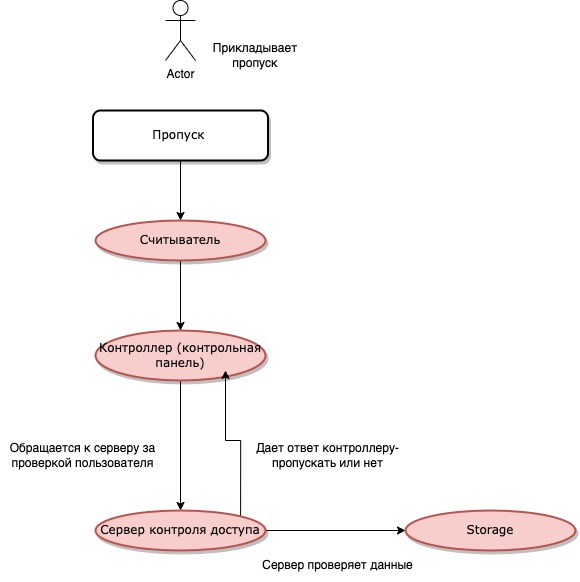 Прикладывает
пропуск
Actor
Пропуск
Считыватель
Контроллер (контрольная
панель)
Обращается к серверу за
проверкой пользователя
Дает ответ контроллеру-
пропускать или нет
Сервер контроля доступа
Storage
Сервер проверяет данные